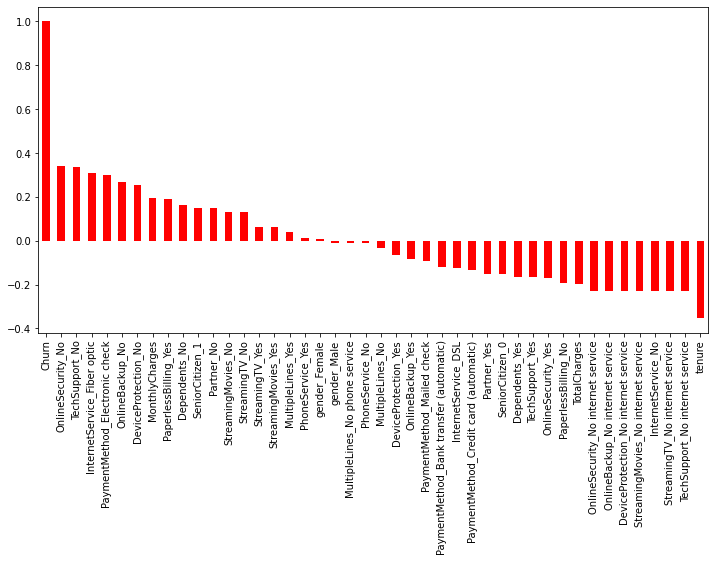 1.0
0.8
0.6
0.4
0.2
0.0
−0.2
−0.4
Churn
OnlineSecurity_No
TechSupport_No
InternetService_Fiber optic
PaymentMethod_Electronic check
OnlineBackup_No
DeviceProtection_No
MonthlyCharges
PaperlessBilling_Yes
Dependents_No
SeniorCitizen_1
Partner_No
StreamingMovies_No
StreamingTV_No
StreamingTV_Yes
StreamingMovies_Yes
MultipleLines_Yes
PhoneService_Yes
gender_Female
gender_Male
MultipleLines_No phone service
PhoneService_No
MultipleLines_No
DeviceProtection_Yes
OnlineBackup_Yes
PaymentMethod_Mailed check
PaymentMethod_Bank transfer (automatic)
InternetService_DSL
PaymentMethod_Credit card (automatic)
Partner_Yes
SeniorCitizen_0
Dependents_Yes
TechSupport_Yes
OnlineSecurity_Yes
PaperlessBilling_No
TotalCharges
OnlineSecurity_No internet service
OnlineBackup_No internet service
DeviceProtection_No internet service
StreamingMovies_No internet service
InternetService_No
StreamingTV_No internet service
TechSupport_No internet service
tenure